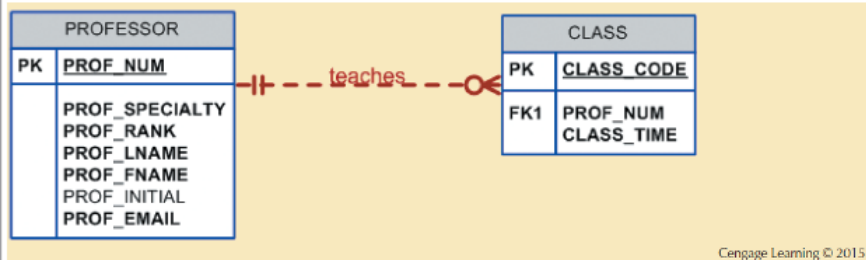 PROFESSOR
PK PROF_NUM
PROF_SPECIALTY
PROF_RANK
PROF_LNAME
PROF_FNAME
PROF_INITIAL
PROF_EMAIL
teaches
CLASS
PK CLASS_CODE
FK1 PROF_NUM
CLASS_TIME
Cengage Learning © 2015